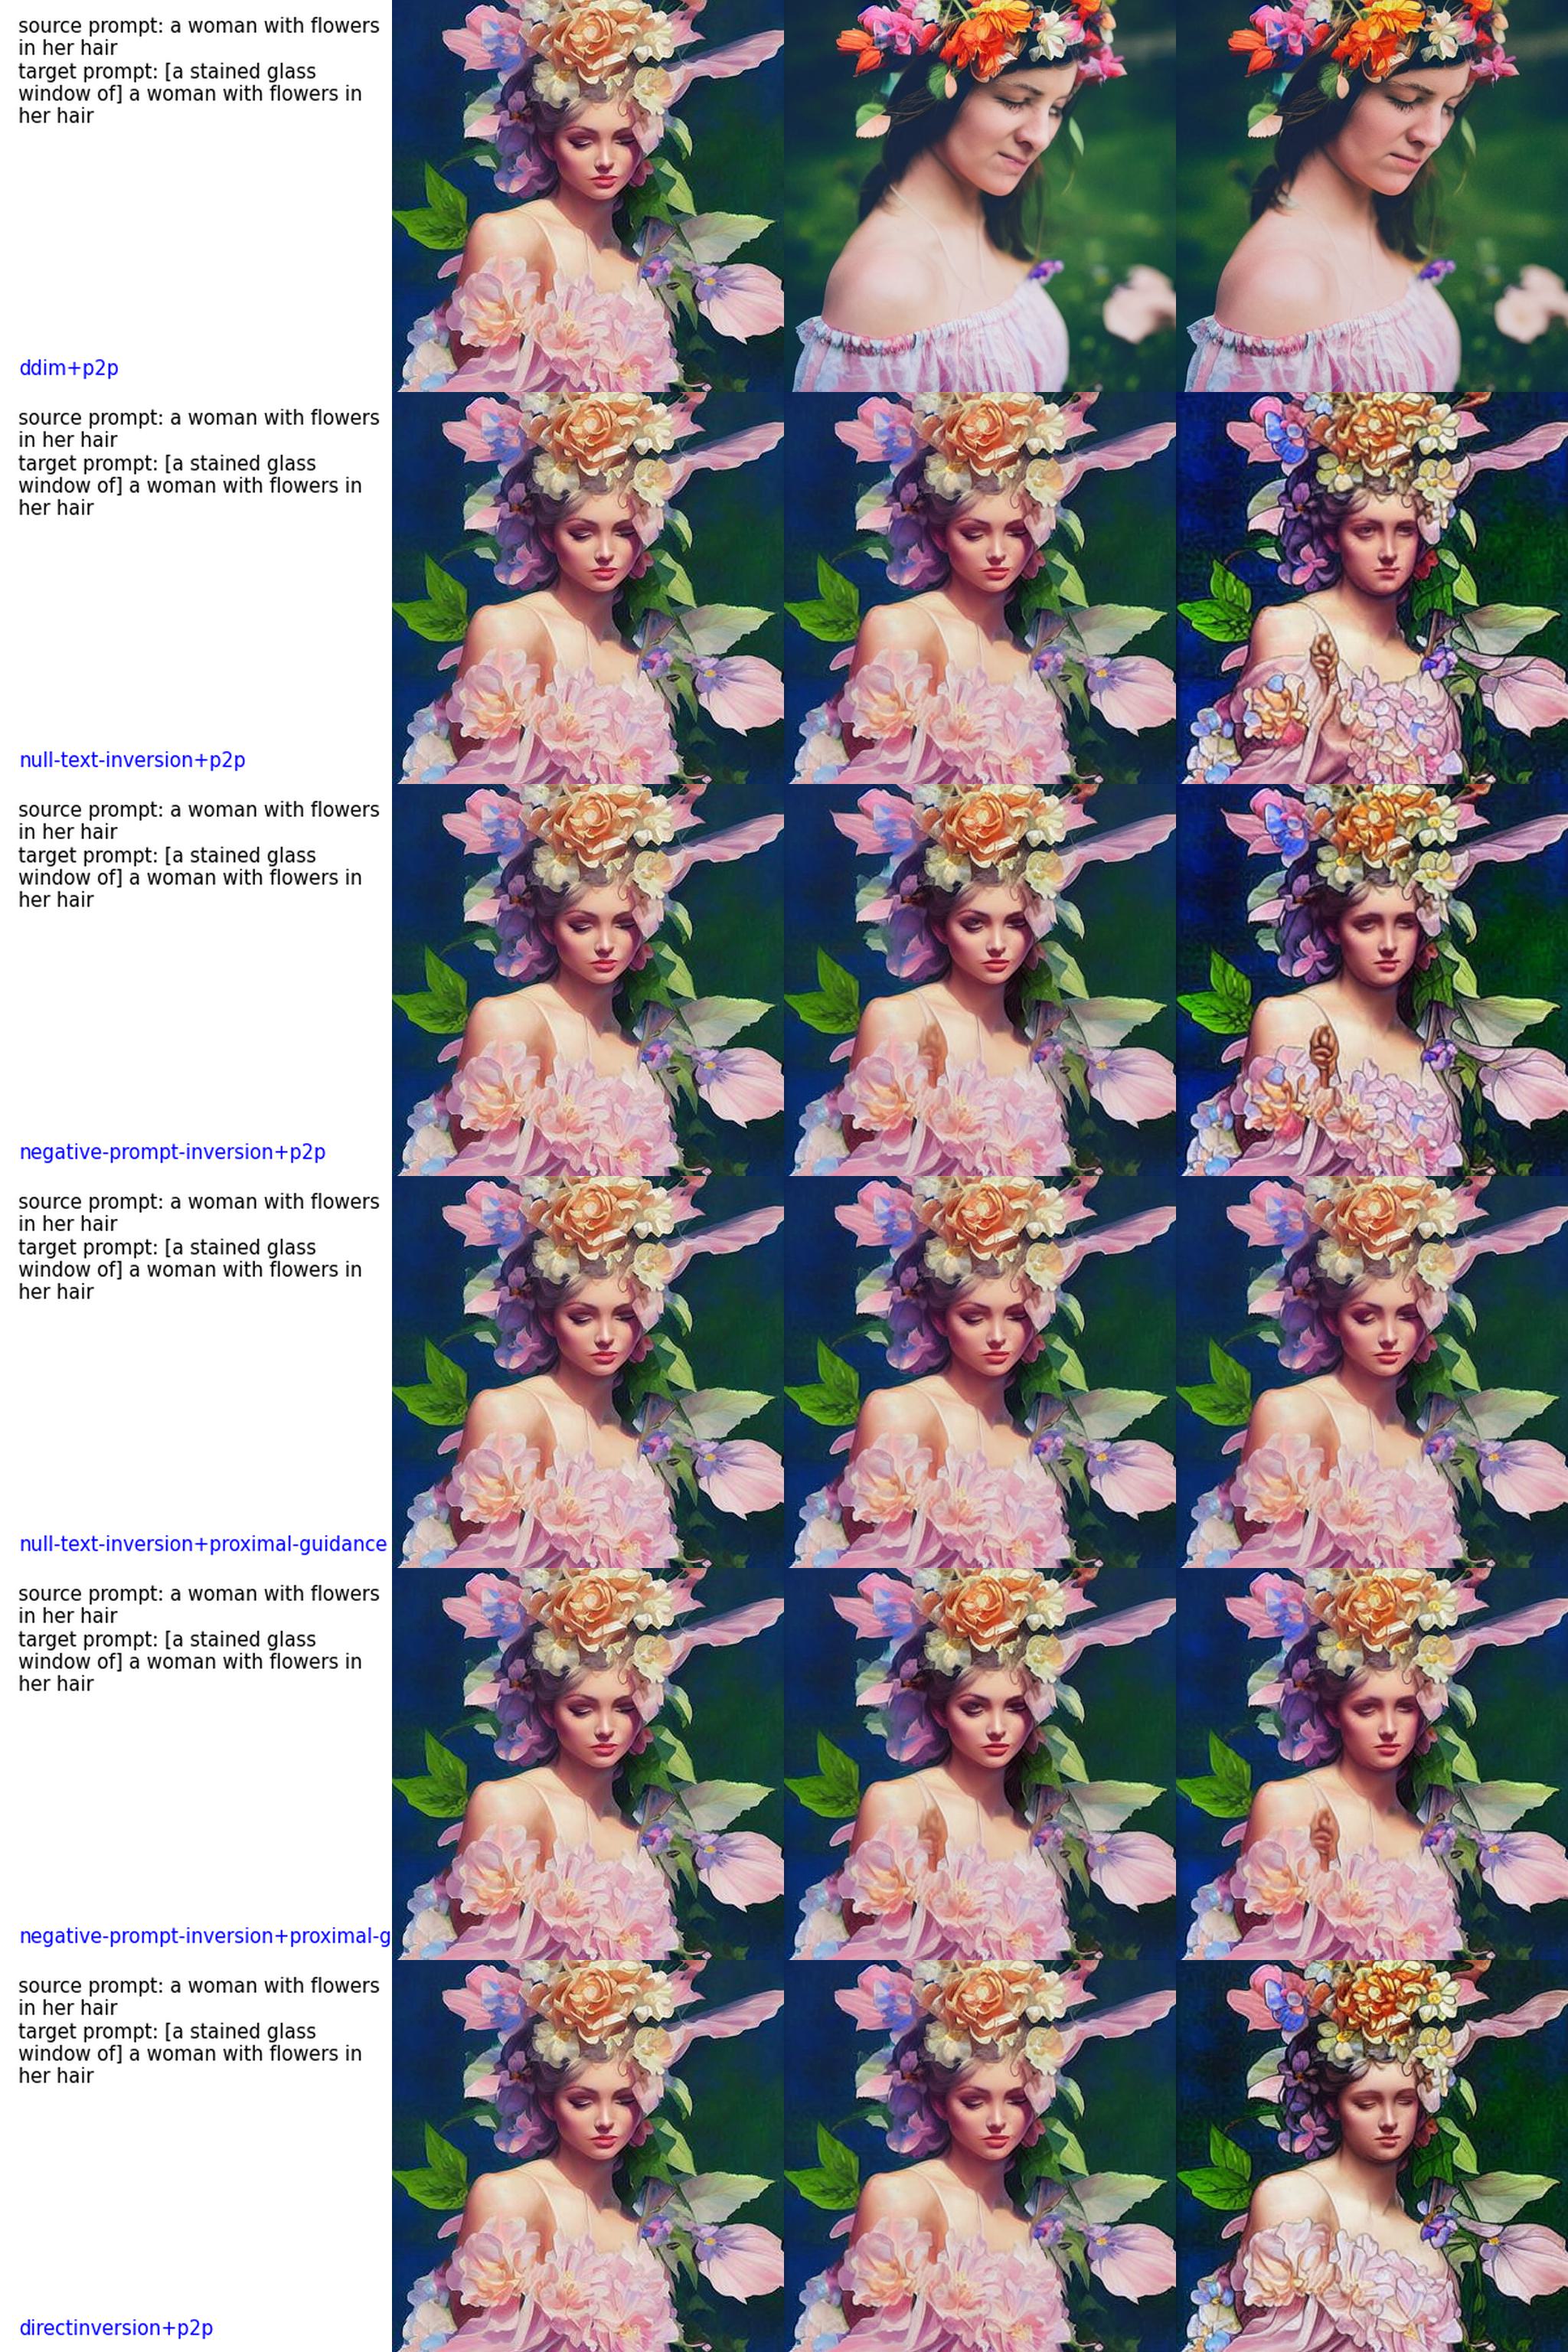 source prompt: a woman with flowers
in her hair
target prompt: [a stained glass
window of] a woman with flowers in
her hair
ddim+p2p
source prompt: a woman with flowers
in her hair
target prompt: [a stained glass
window of] a woman with flowers in
her hair
null-text-inversion+p2p
source prompt: a woman with flowers
in her hair
target prompt: [a stained glass
window of] a woman with flowers in
her hair
negative-prompt-inversion+p2p
source prompt: a woman with flowers
in her hair
target prompt: [a stained glass
window of] a woman with flowers in
her hair
null-text-inversion+proximal-guidance
source prompt: a woman with flowers
in her hair
target prompt: [a stained glass
window of] a woman with flowers in
her hair
negative-prompt-inversion+proximal-g
source prompt: a woman with flowers
in her hair
target prompt: [a stained glass
window of] a woman with flowers in
her hair
directinversion+p2p